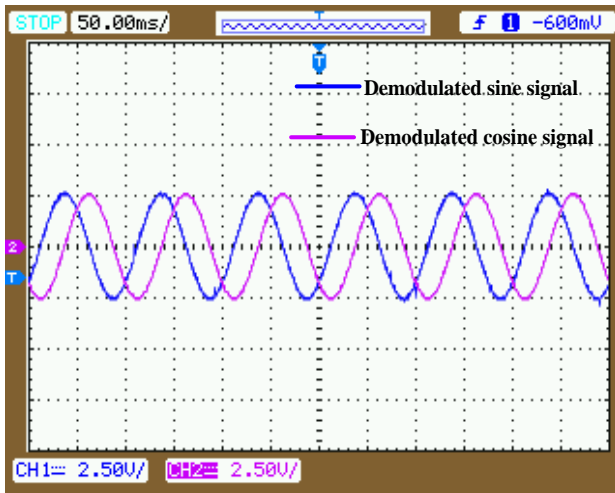 STOP 50.00ms/ T f 1 -600mV
T
Demodulated sine signal
Demodulated cosine signal
2
T
CH1= 2.50V/ CH2= 2.50V/